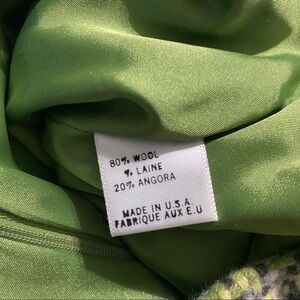 80% WOOL
% LAINE
20% ANGORA
MADE IN U.S.A.
FABRIQUE AUX E.U